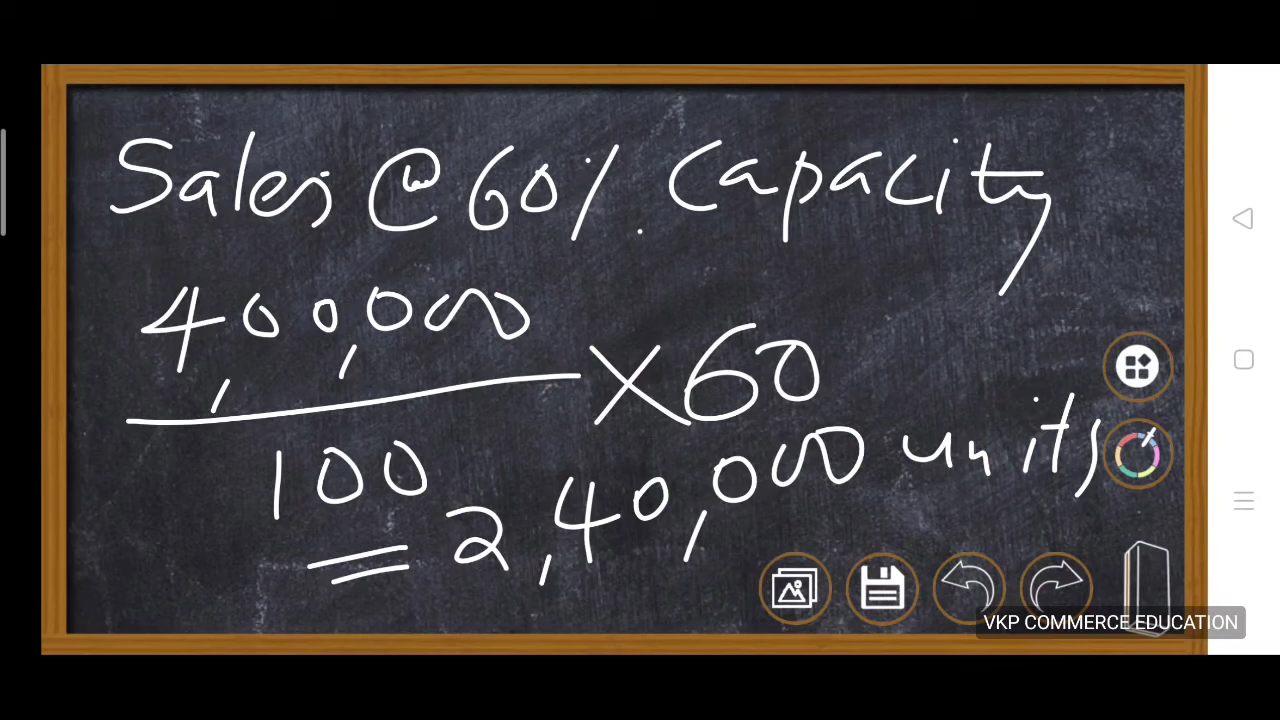 Sales @ 60%. Capacity
4,00,000
× 60
100
= 2,40,000 units
VKP COMMERCE EDUCATION